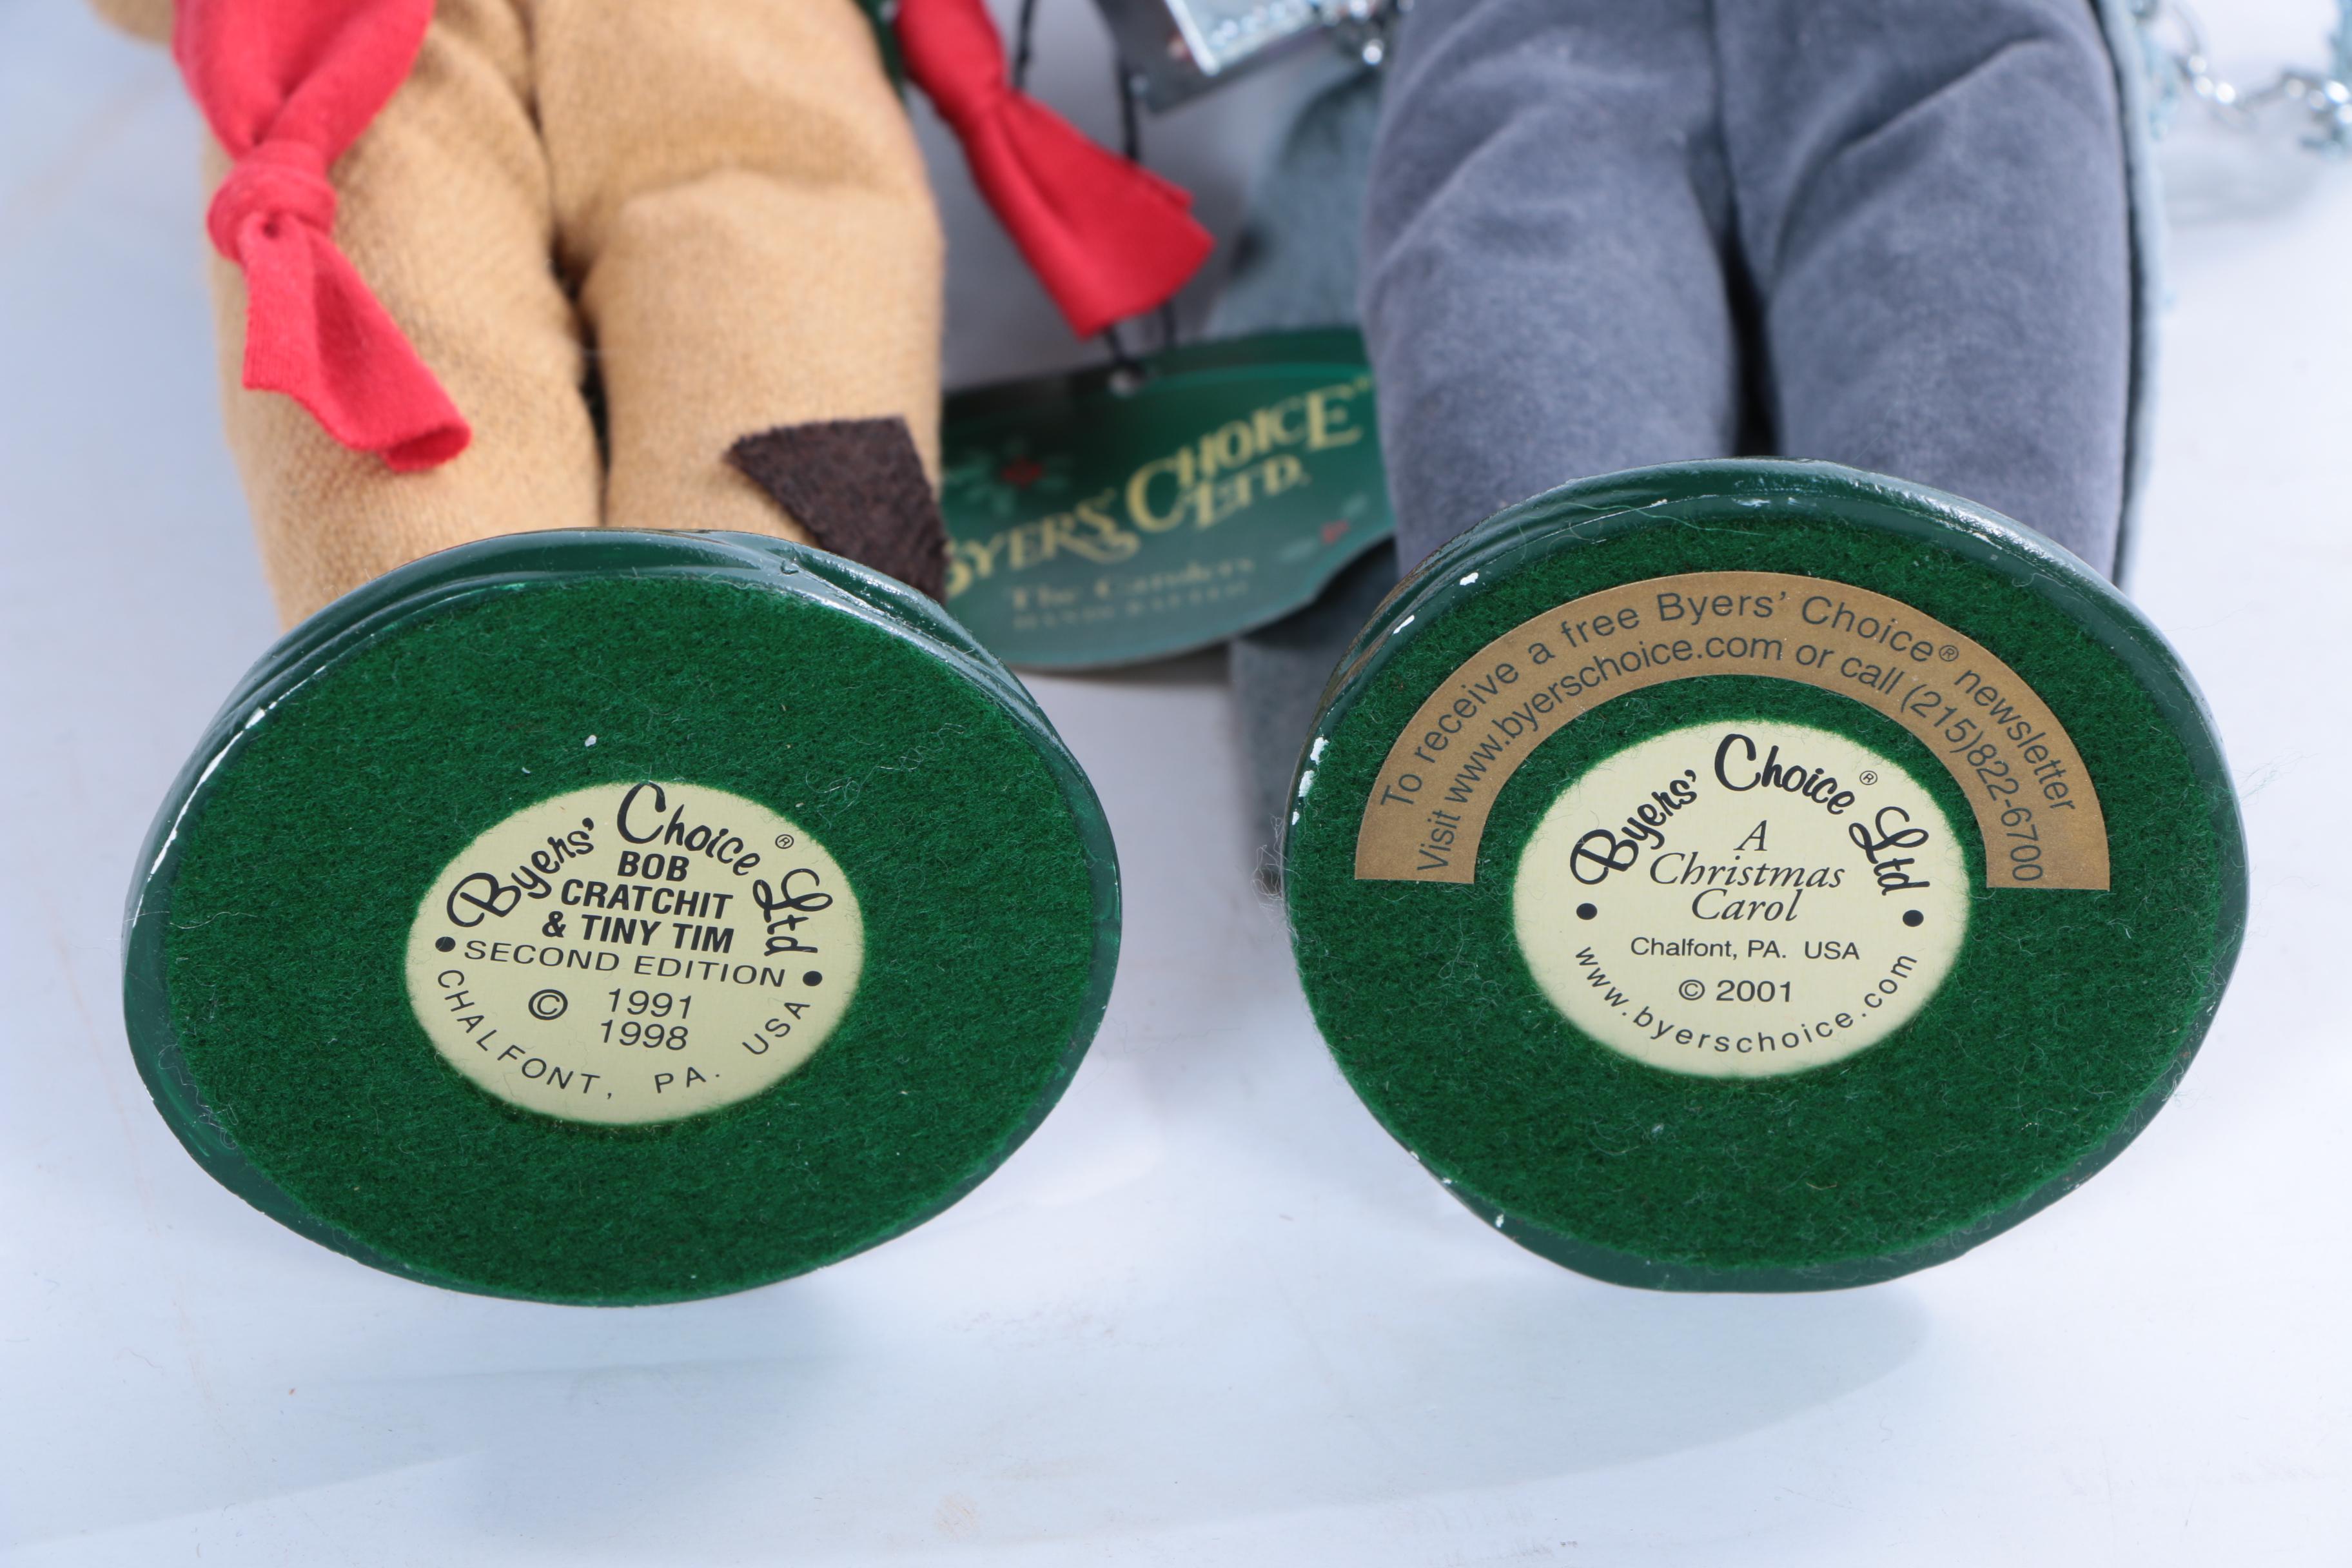 BYERS' CHOICE
LTD.
The Carolers
Byers' Choice ® Ltd
BOB
CRATCHIT
& TINY TIM
• SECOND EDITION •
© 1991
1998
CHALFONT, PA. USA
To receive a free Byers' Choice® newsletter
Visit www.byerschoice.com or call (215)822-6700
Byers' Choice ® Ltd
A
Christmas
Carol
Chalfont, PA. USA
© 2001
• www.byerschoice.com •